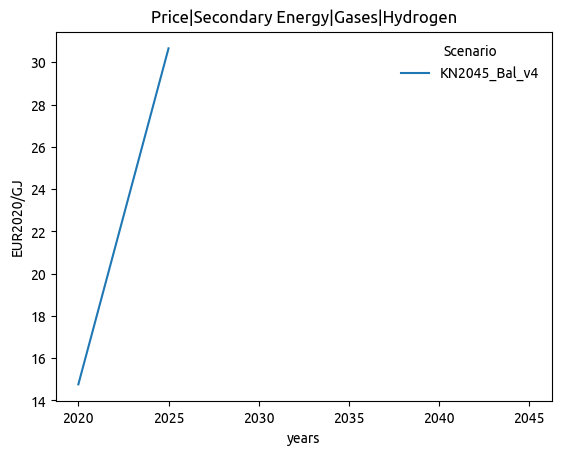 Price|Secondary Energy|Gases|Hydrogen
Scenario
KN2045_Bal_v4
EUR2020/GJ
30
28
26
24
22
20
18
16
14
2020 2025 2030 2035 2040 2045
years